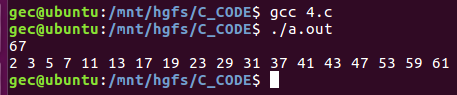 gec@ubuntu:/mnt/hgfs/C_CODE$ gcc 4.c
gec@ubuntu:/mnt/hgfs/C_CODE$ ./a.out
67
2 3 5 7 11 13 17 19 23 29 31 37 41 43 47 53 59 61
gec@ubuntu:/mnt/hgfs/C_CODE$